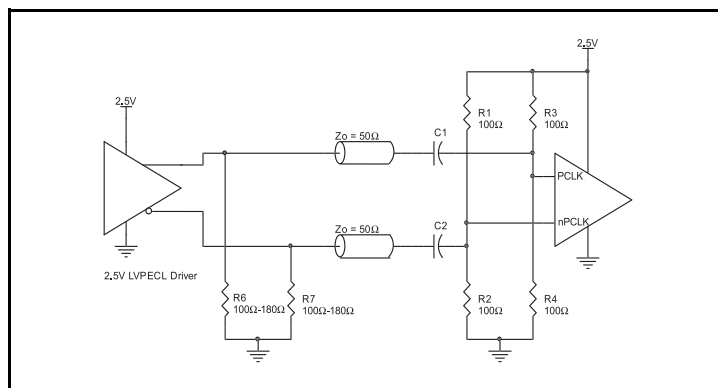 2.5V
2.5V
R1
100Ω
R3
100Ω
Zo = 50Ω
C1
PCLK
nPCLK
Zo = 50Ω
C2
2.5V LVPECL Driver
R6
100Ω-180Ω
R7
100Ω-180Ω
R2
100Ω
R4
100Ω